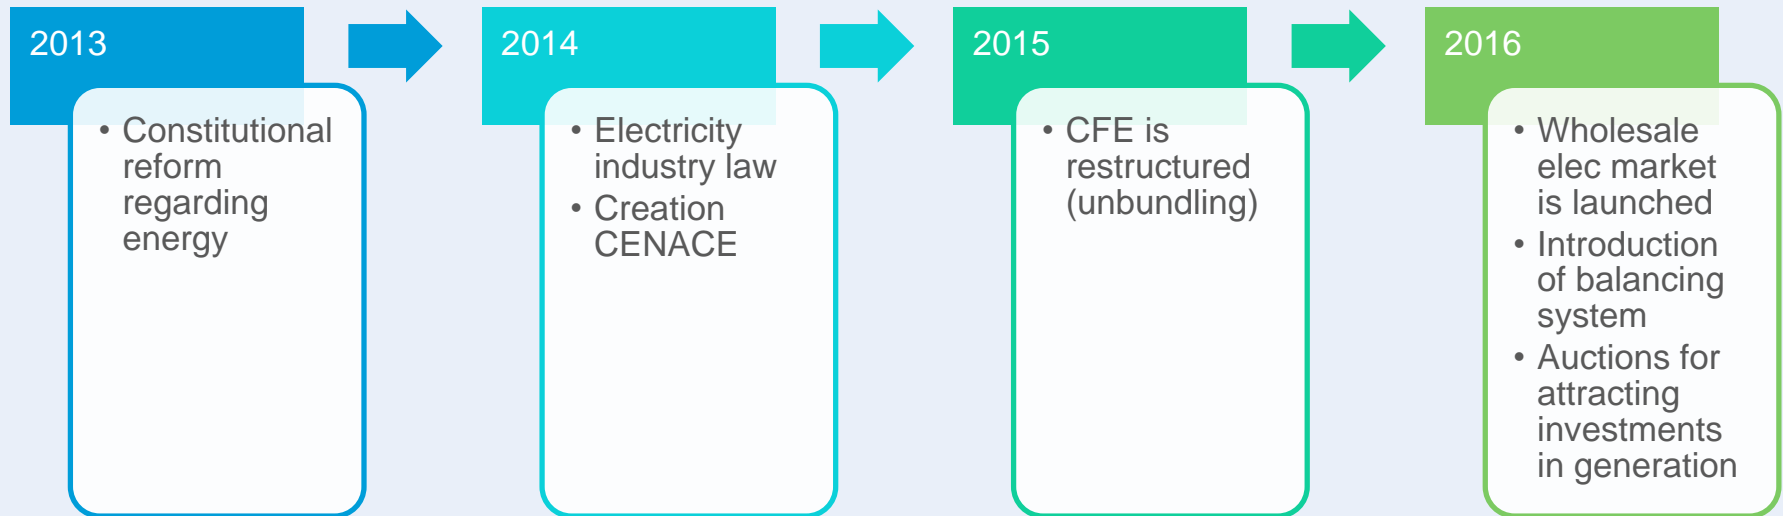 2013
• Constitutional
reform
regarding
energy
2014
• Electricity
industry law
• Creation
CENACE
2015
• CFE is
restructured
(unbundling)
2016
• Wholesale
elec market
is launched
• Introduction
of balancing
system
• Auctions for
attracting
investments
in generation